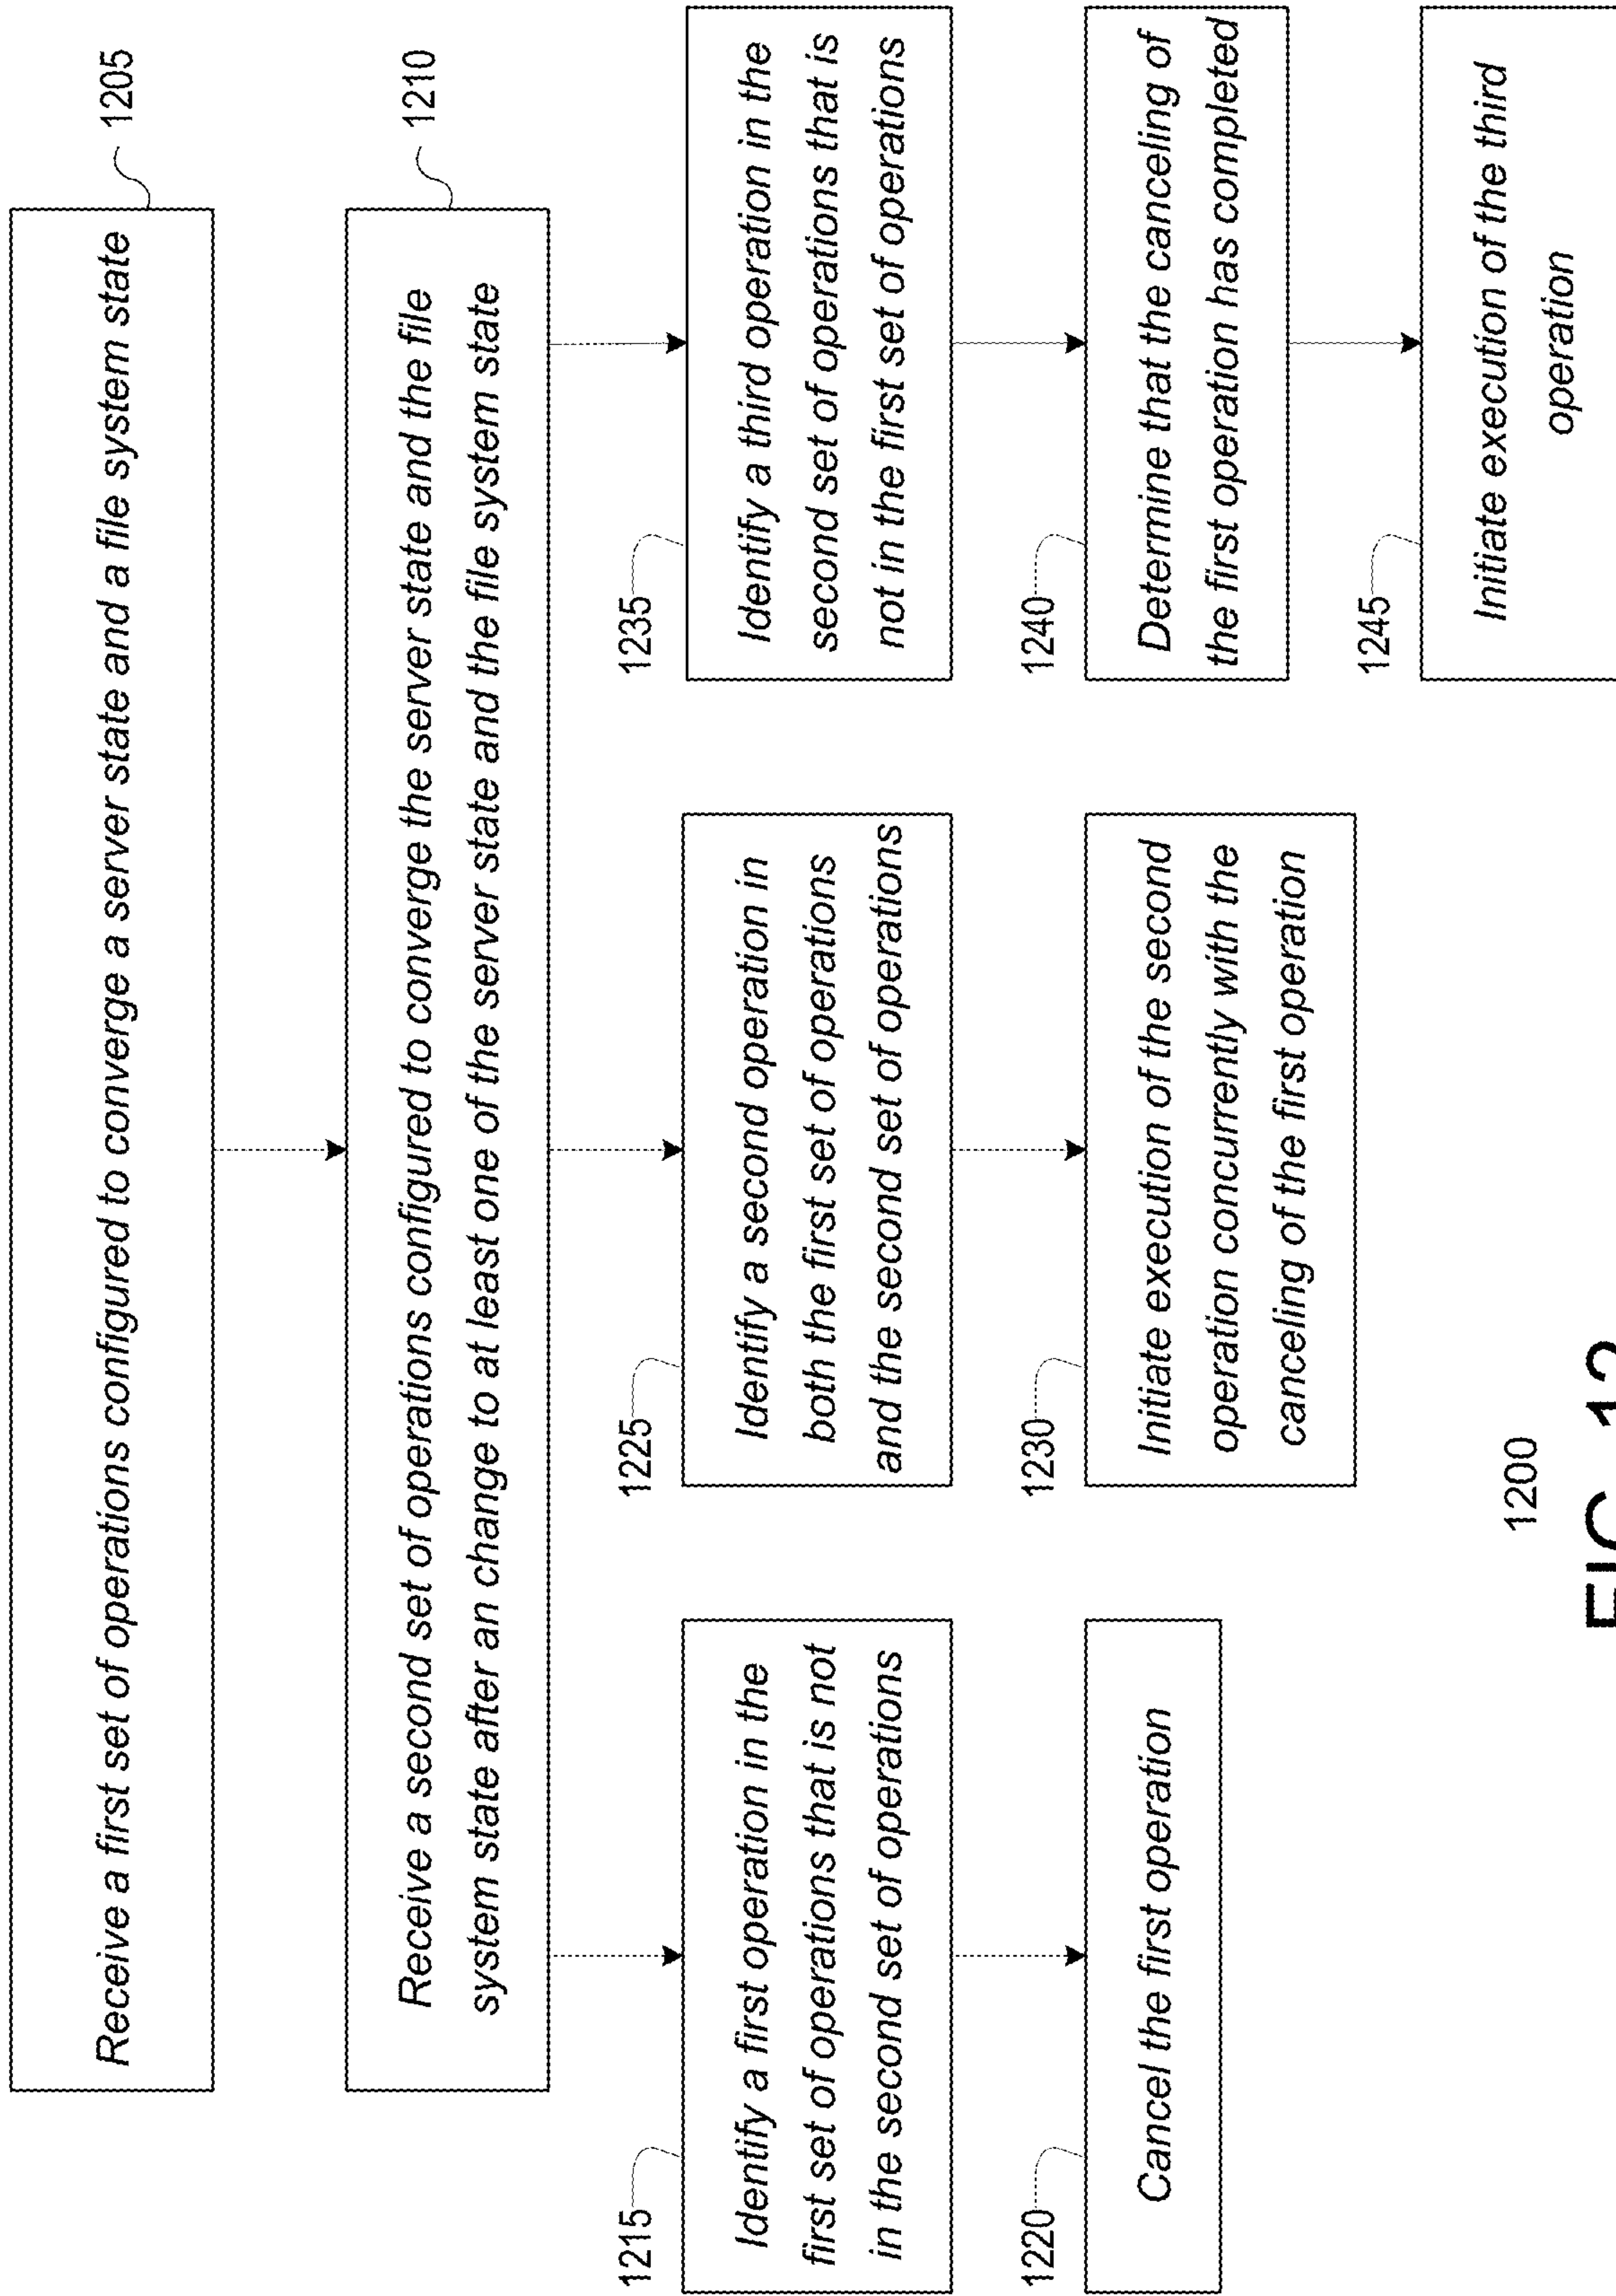 Receive a first set of operations configured to converge a server state and a file system state
1205
Receive a second set of operations configured to converge the server state and the file
system state after an change to at least one of the server state and the file system state
1210
1215
Identify a first operation in the
first set of operations that is not
in the second set of operations
1220
Cancel the first operation
1225
Identify a second operation in
both the first set of operations
and the second set of operations
1230
Initiate execution of the second
operation concurrently with the
canceling of the first operation
1235
Identify a third operation in the
second set of operations that is
not in the first set of operations
1240
Determine that the canceling of
the first operation has completed
1245
Initiate execution of the third
operation
1200
FIG. 12